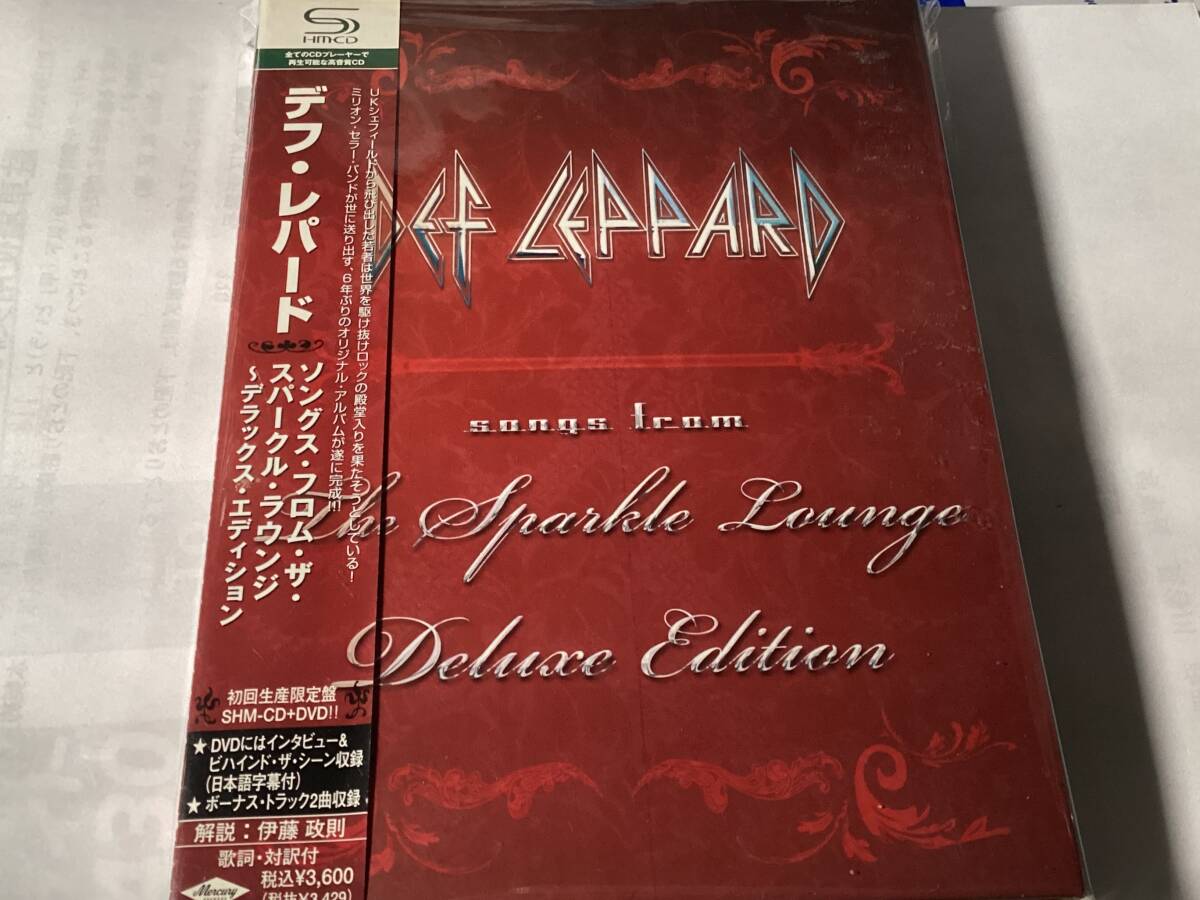 SHM-CD
全てのCDプレーヤーで
再生可能な高音質CD
デフ・レパード
ソングス・フロム・ザ・
スパークル・ラウンジ
～デラックス・エディション
UKシェフィールドから飛び出した若者は世界を駆け抜けロックの殿堂入りを果たそうとしている！
ミリオン・セラー・バンドが世に送り出す、6年ぶりのオリジナル・アルバムが遂に完成!!!
初回生産限定盤
SHM-CD+DVD!!
★ DVDにはインタビュー&
ビハインド・ザ・シーン収録
(日本語字幕付)
★ ボーナス・トラック2曲収録
解説：伊藤 政則
歌詞・対訳付
税込¥3,600
(税抜¥3,429)
Mercury
DEF LEPPARD
songs from
The Sparkle Lounge
Deluxe Edition